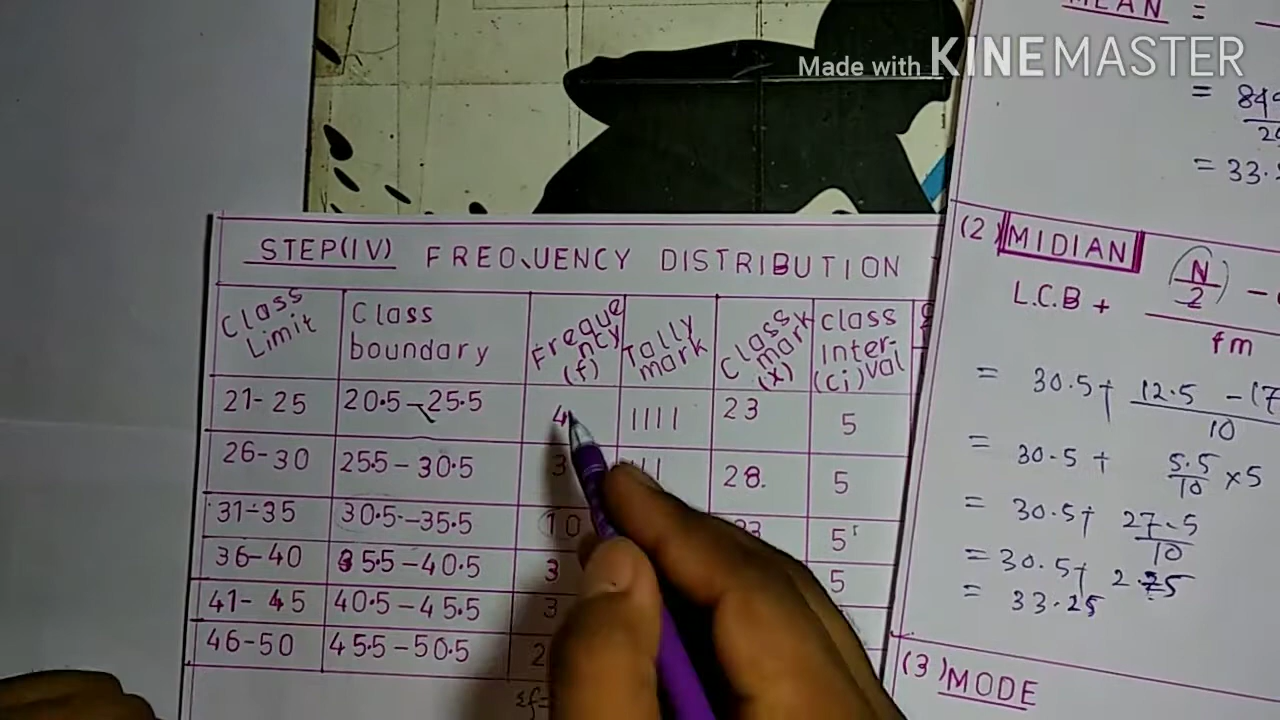 Made with KINEMASTER
MEAN =
=
= 33.
STEP(IV) FREQUENCY DISTRIBUTION
Class Limit | Class boundary | Frequency (f) | Tally mark | Class mark (x) | class Inter-val (ci)
21-25 | 20.5-25.5 | 4 | |||| | 23 | 5
26-30 | 25.5-30.5 | 3 | ||| | 28. | 5
31-35 | 30.5-35.5 | 10 | 5
36-40 | 35.5-40.5 | 3 | 5
41-45 | 40.5-45.5 | 3
46-50 | 45.5-50.5 | 2
Σf=
(2) MIDIAN
L.C.B + (N/2) -
fm
= 30.5+ 12.5 -17
10
= 30.5 + 5.5/10 x5
= 30.5+ 27.5/10
= 30.5+ 2.75
= 33.25
(3) MODE